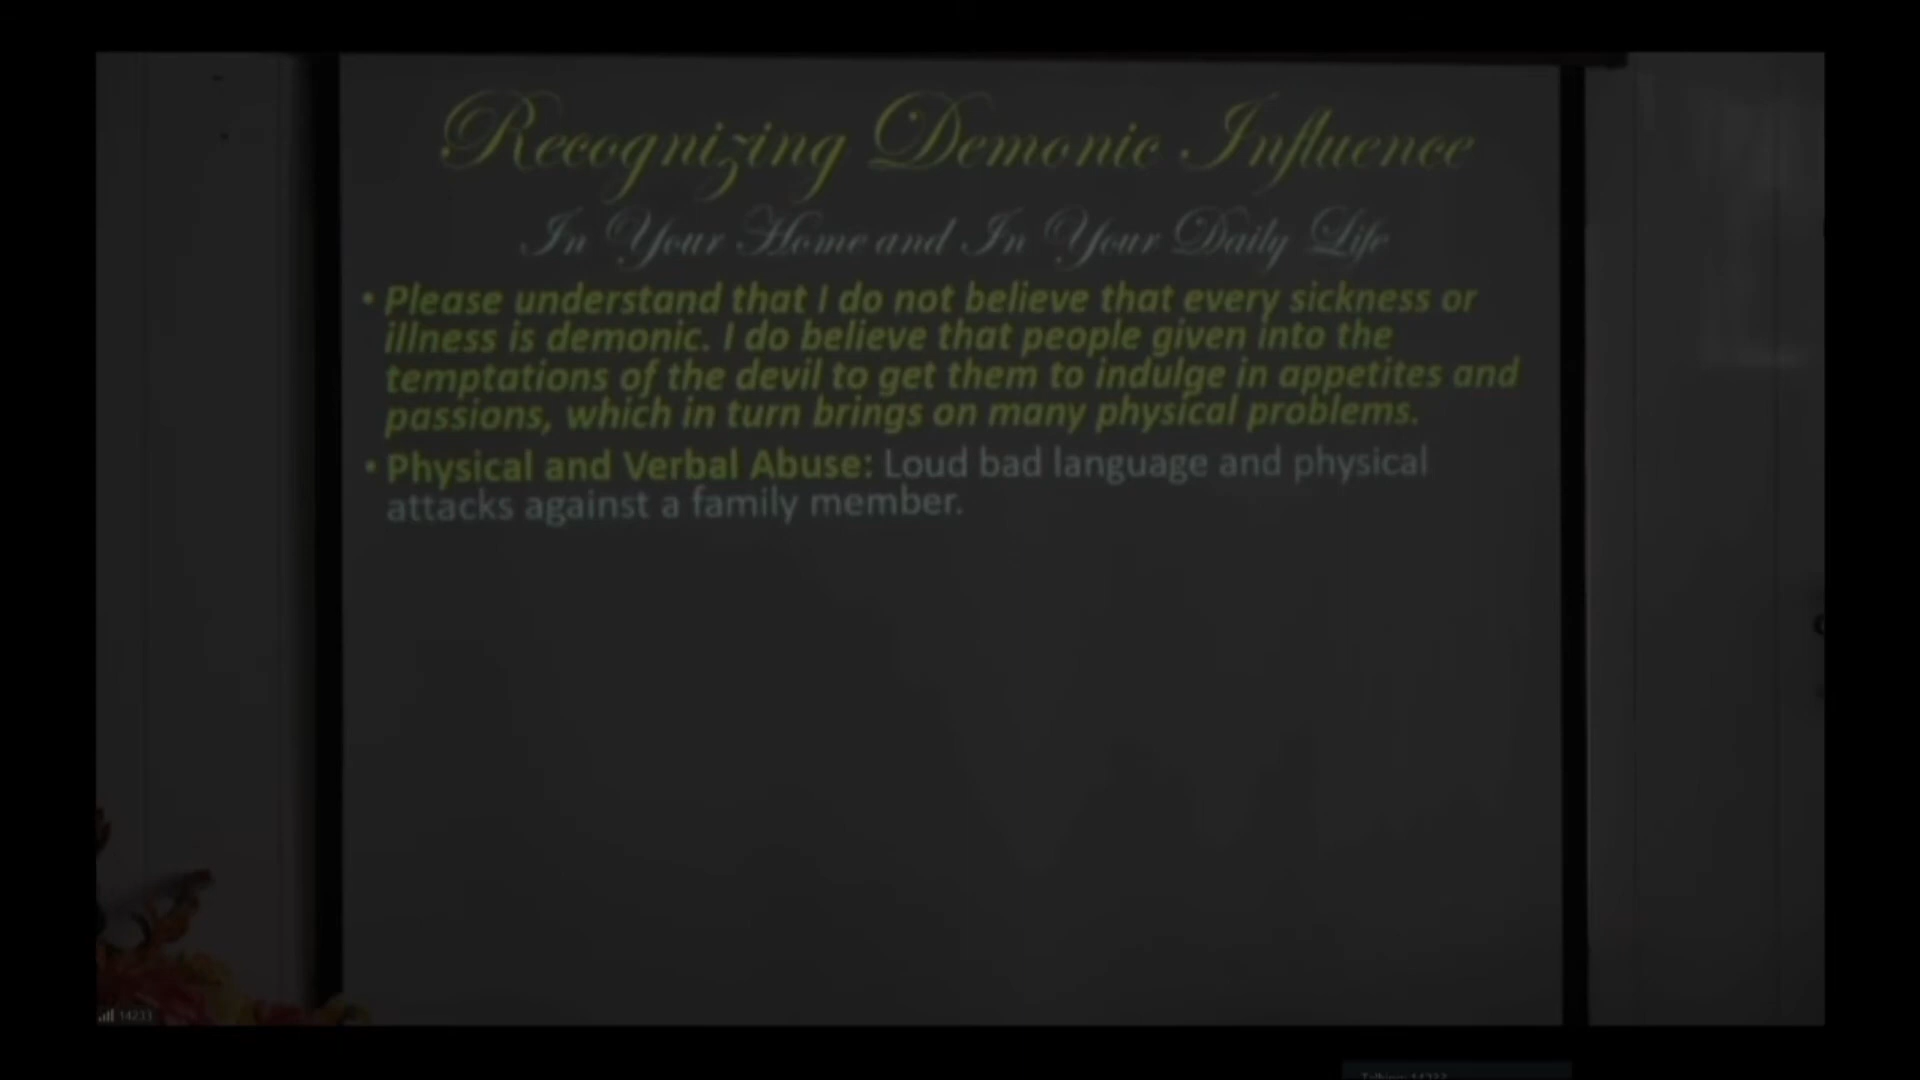 Recognizing Demonic Influence
In Your Home and In Your Daily Life
• Please understand that I do not believe that every sickness or
illness is demonic. I do believe that people given into the
temptations of the devil to get them to indulge in appetites and
passions, which in turn brings on many physical problems.
• Physical and Verbal Abuse: Loud bad language and physical
attacks against a family member.
14233
Talking: 14233